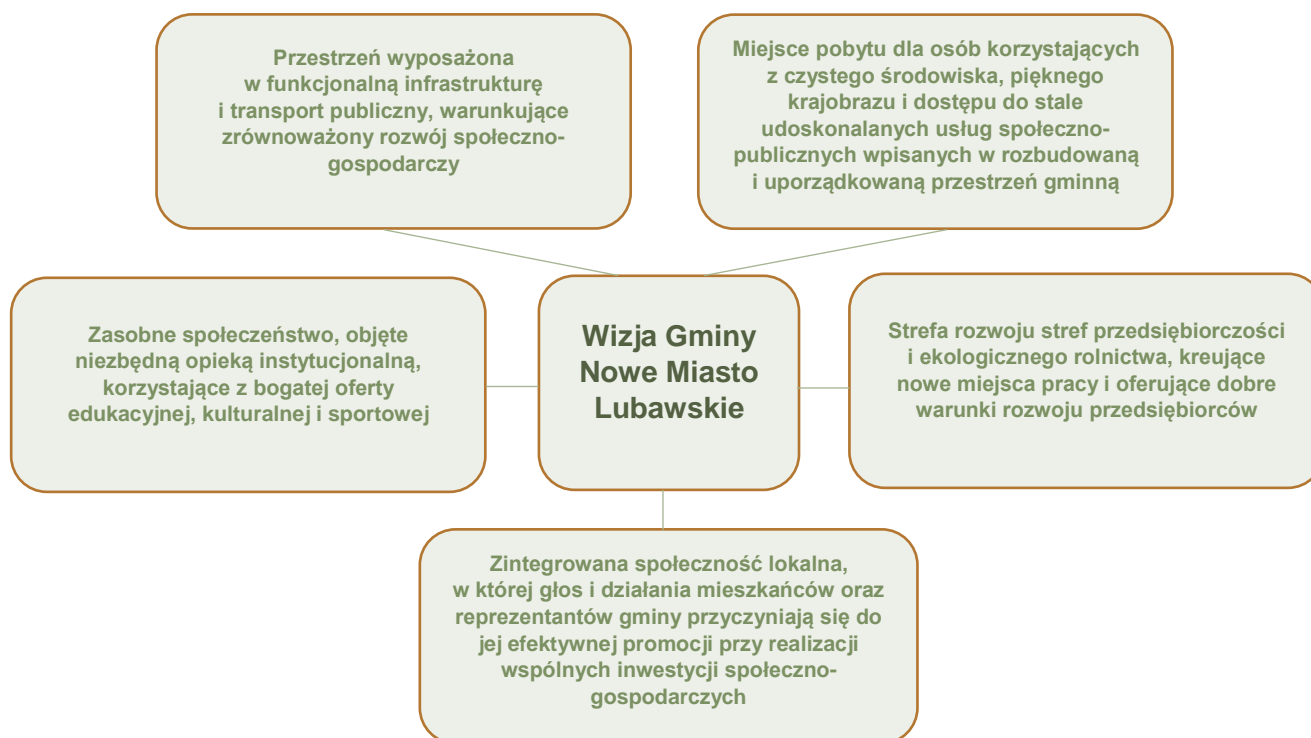 Przestrzeń wyposażona
w funkcjonalną infrastrukturę
i transport publiczny, warunkujące
zrównoważony rozwój społeczno-
gospodarczy
Miejsce pobytu dla osób korzystających
z czystego środowiska, pięknego
krajobrazu i dostępu do stale
udoskonalanych usług społeczno-
publicznych wpisanych w rozbudowaną
i uporządkowaną przestrzeń gminną
Zasobne społeczeństwo, objęte
niezbędną opieką instytucjonalną,
korzystające z bogatej oferty
edukacyjnej, kulturalnej i sportowej
Wizja Gminy
Nowe Miasto
Lubawskie
Strefa rozwoju stref przedsiębiorczości
i ekologicznego rolnictwa, kreujące
nowe miejsca pracy i oferujące dobre
warunki rozwoju przedsiębiorców
Zintegrowana społeczność lokalna,
w której głos i działania mieszkańców oraz
reprezentantów gminy przyczyniają się do
jej efektywnej promocji przy realizacji
wspólnych inwestycji społeczno-
gospodarczych